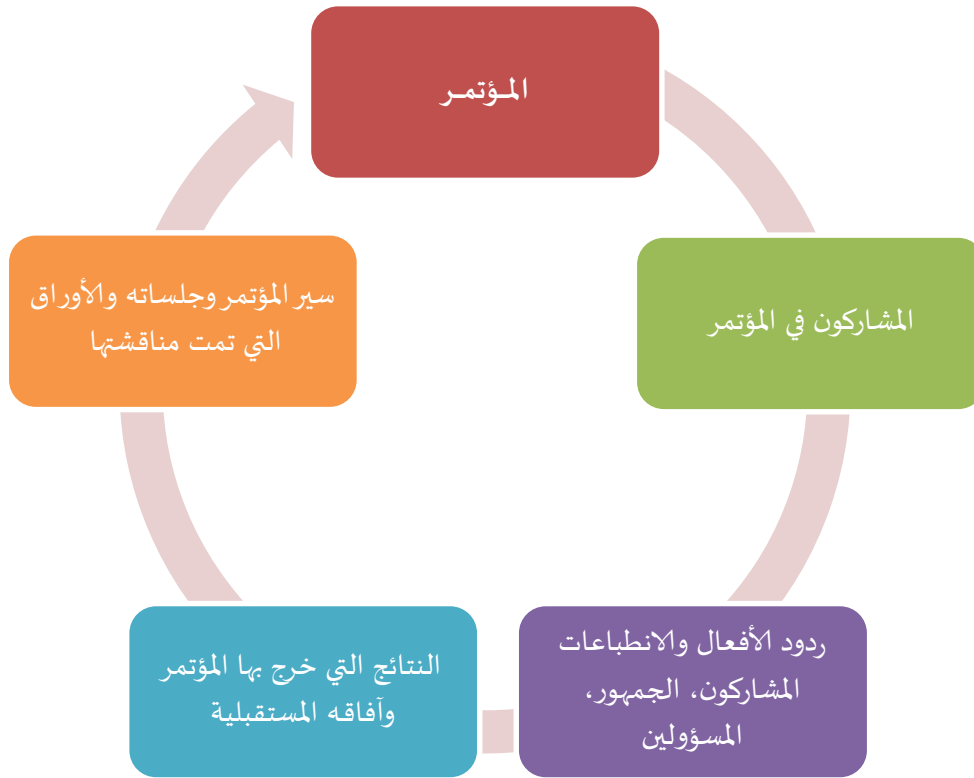 المـؤتمـر
المشاركون في المؤتمر
ردود الأفعال والانطباعات
المشاركون، الجمهور،
المسؤولين
النتائج التي خرج بها المؤتمر
وآفاقه المستقبلية
سير المؤتمر وجلساته والأوراق
التي تمت مناقشتها